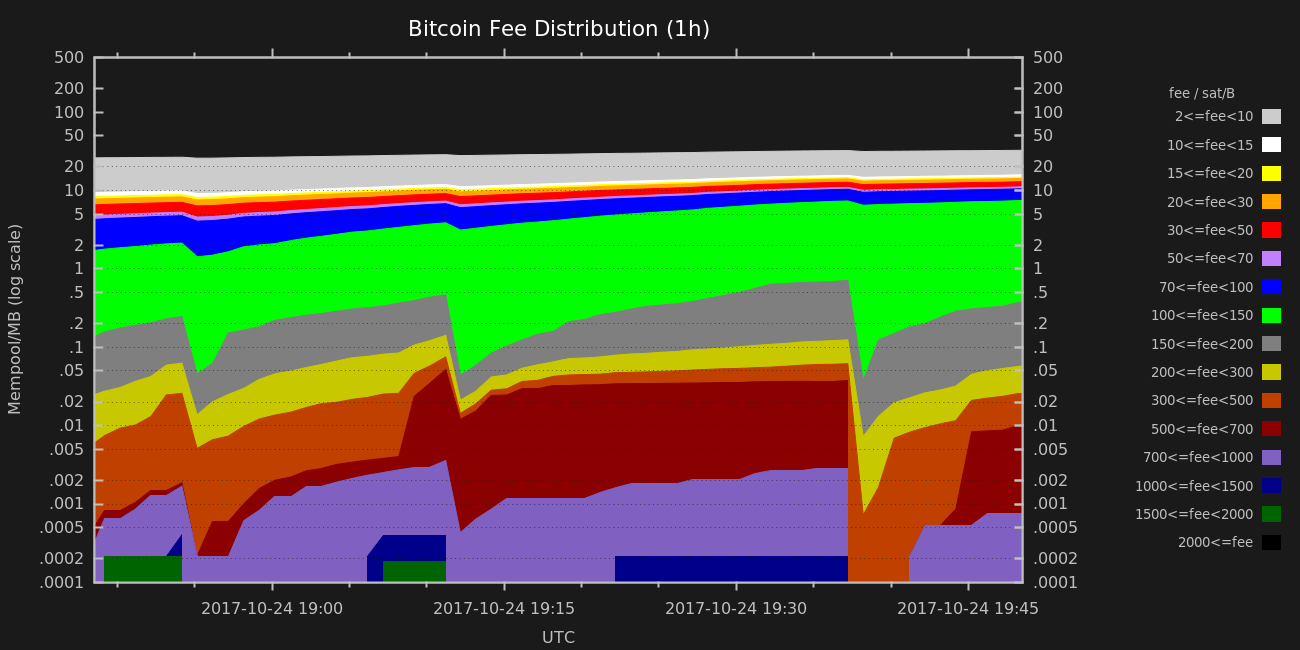 Bitcoin Fee Distribution (1h)
500
200
100
50
20
10
5
2
1
.5
.2
.1
.05
.02
.01
.005
.002
.001
.0005
.0002
.0001
Mempool/MB (log scale)
500
200
100
50
20
10
5
2
1
.5
.2
.1
.05
.02
.01
.005
.002
.001
.0005
.0002
.0001
2017-10-24 19:00 2017-10-24 19:15 2017-10-24 19:30 2017-10-24 19:45
UTC
fee / sat/B
2<=fee<10
10<=fee<15
15<=fee<20
20<=fee<30
30<=fee<50
50<=fee<70
70<=fee<100
100<=fee<150
150<=fee<200
200<=fee<300
300<=fee<500
500<=fee<700
700<=fee<1000
1000<=fee<1500
1500<=fee<2000
2000<=fee